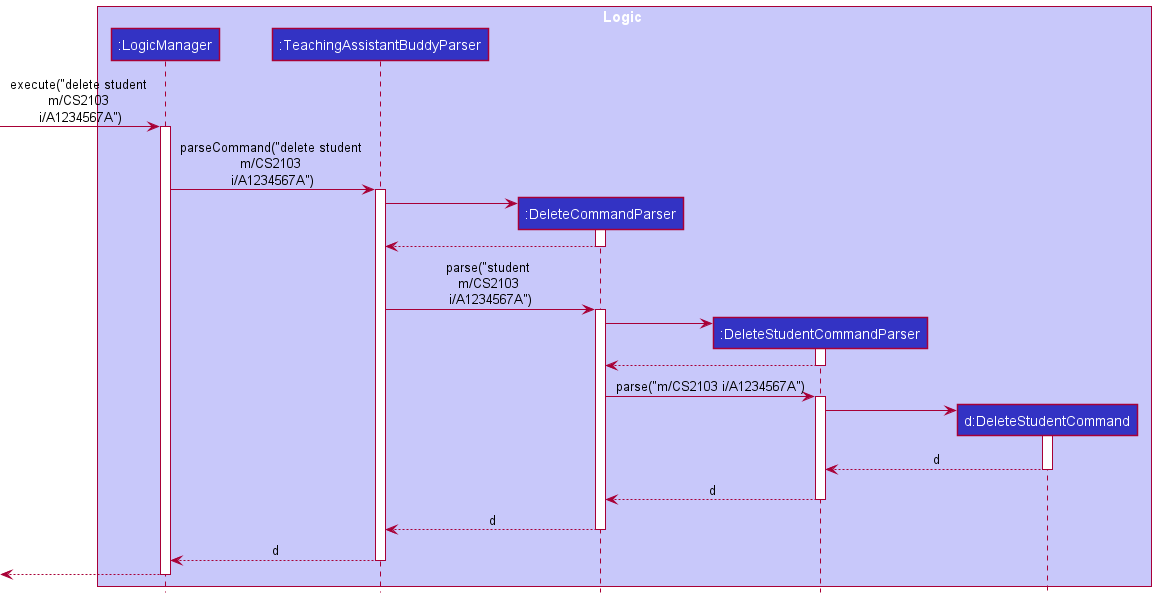 Logic
:LogicManager
:TeachingAssistantBuddyParser
execute("delete student
m/CS2103
i/A1234567A")
parseCommand("delete student
m/CS2103
i/A1234567A")
:DeleteCommandParser
parse("student
m/CS2103
i/A1234567A")
:DeleteStudentCommandParser
parse("m/CS2103 i/A1234567A")
d:DeleteStudentCommand
d
d
d
d